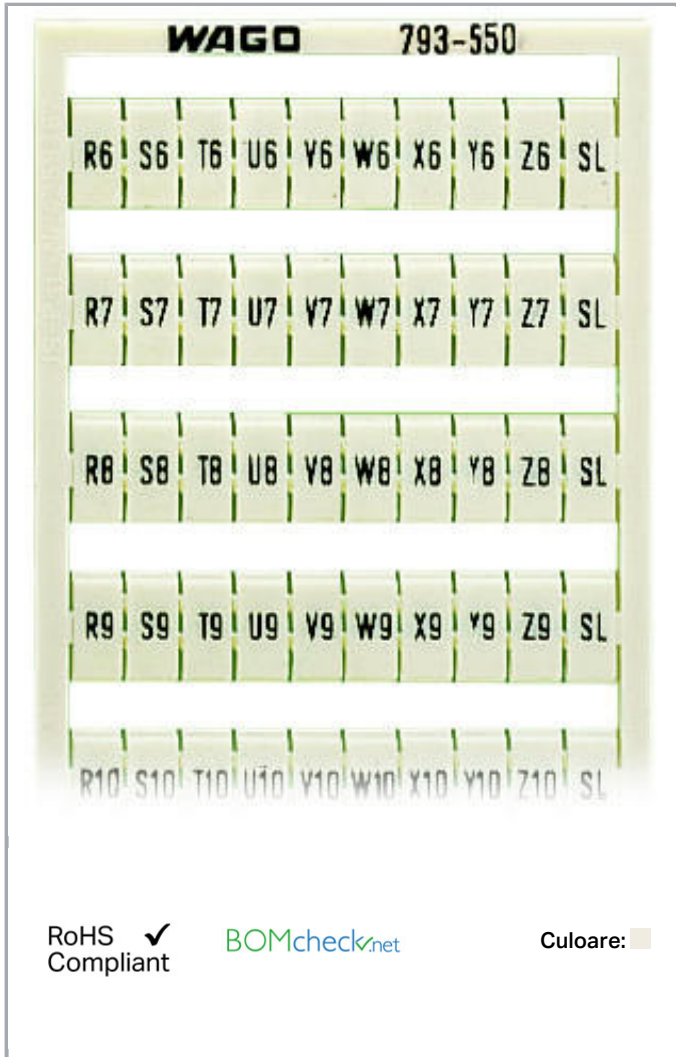 WAGO 793-550
R6 S6 T6 U6 V6 W6 X6 Y6 Z6 SL
R7 S7 T7 U7 V7 W7 X7 Y7 Z7 SL
R8 S8 T8 U8 V8 W8 X8 Y8 Z8 SL
R9 S9 T9 U9 V9 W9 X9 Y9 Z9 SL
R10 S10 T10 U10 V10 W10 X10 Y10 Z10 SL
RoHS ✓
Compliant
BOMcheck.net
Culoare: